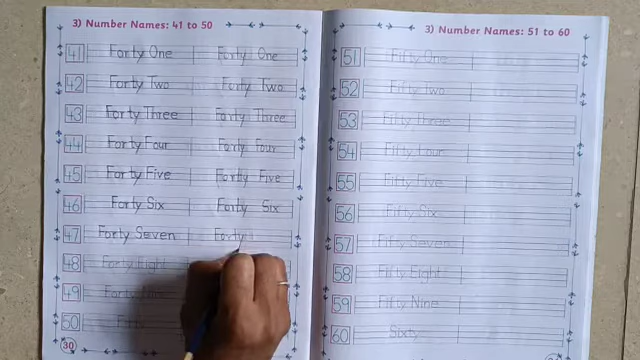 3) Number Names: 41 to 50
41 Forty One Forty One
42 Forty Two Forty Two
43 Forty Three Forty Three
44 Forty Four Forty Four
45 Forty Five Forty Five
46 Forty Six Forty Six
47 Forty Seven Forty
48 Forty Eight
49 Forty Nine
50 Fifty
30
3) Number Names: 51 to 60
51 Fifty One
52 Fifty Two
53 Fifty Three
54 Fifty Four
55 Fifty Five
56 Fifty Six
57 Fifty Seven
58 Fifty Eight
59 Fifty Nine
60 Sixty